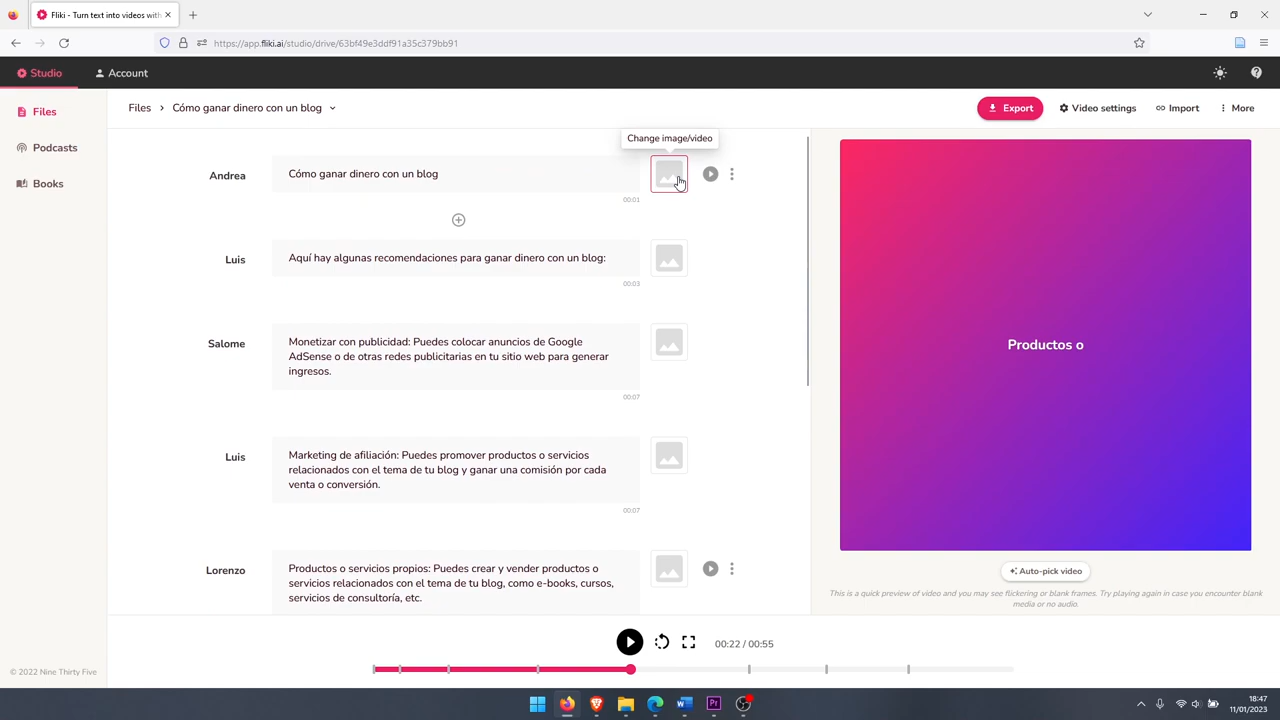 Fliki - Turn text into videos with
https://app.fliki.ai/studio/drive/63bf49e3ddf91a35c379bb91
Studio
Account
Files
Podcasts
Books
Files > Cómo ganar dinero con un blog
Export
Video settings
Import
More
Change image/video
Andrea
Cómo ganar dinero con un blog
00:01
Luis
Aquí hay algunas recomendaciones para ganar dinero con un blog:
00:03
Salome
Monetizar con publicidad: Puedes colocar anuncios de Google
AdSense o de otras redes publicitarias en tu sitio web para generar
ingresos.
00:07
Luis
Marketing de afiliación: Puedes promover productos o servicios
relacionados con el tema de tu blog y ganar una comisión por cada
venta o conversión.
00:07
Lorenzo
Productos o servicios propios: Puedes crear y vender productos o
servicios relacionados con el tema de tu blog, como e-books, cursos,
servicios de consultoría, etc.
Productos o
Auto-pick video
This is a quick preview of video and you may see flickering or blank frames. Try playing again in case you encounter blank
media or no audio.
00:22 / 00:55
© 2022 Nine Thirty Five
18:47
11/01/2023